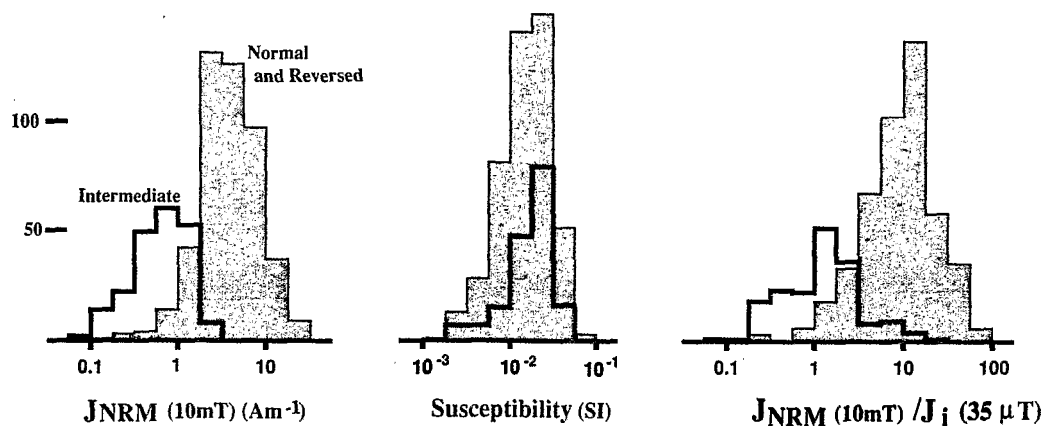 Normal
and Reversed
100
Intermediate
50
0.1 1 10
10-3 10-2 10-1
0.1 1 10 100
JNRM (10mT) (Am-1)
Susceptibility (SI)
JNRM (10mT) /Ji (35 μT)